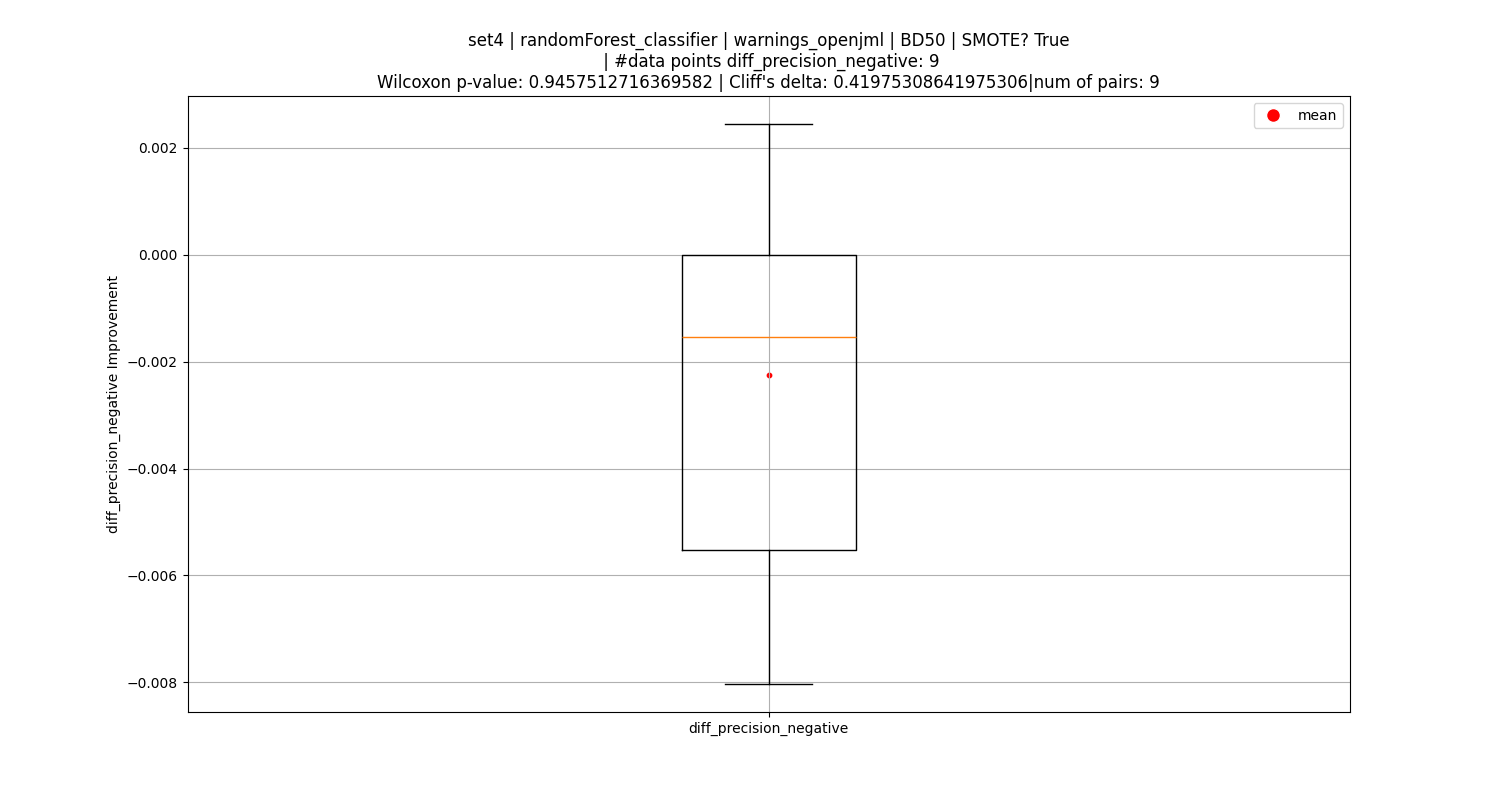 set4 | randomForest_classifier | warnings_openjml | BD50 | SMOTE? True
| #data points diff_precision_negative: 9
Wilcoxon p-value: 0.9457512716369582 | Cliff's delta: 0.41975308641975306|num of pairs: 9
mean
0.002
0.000
−0.002
−0.004
−0.006
−0.008
diff_precision_negative Improvement
diff_precision_negative